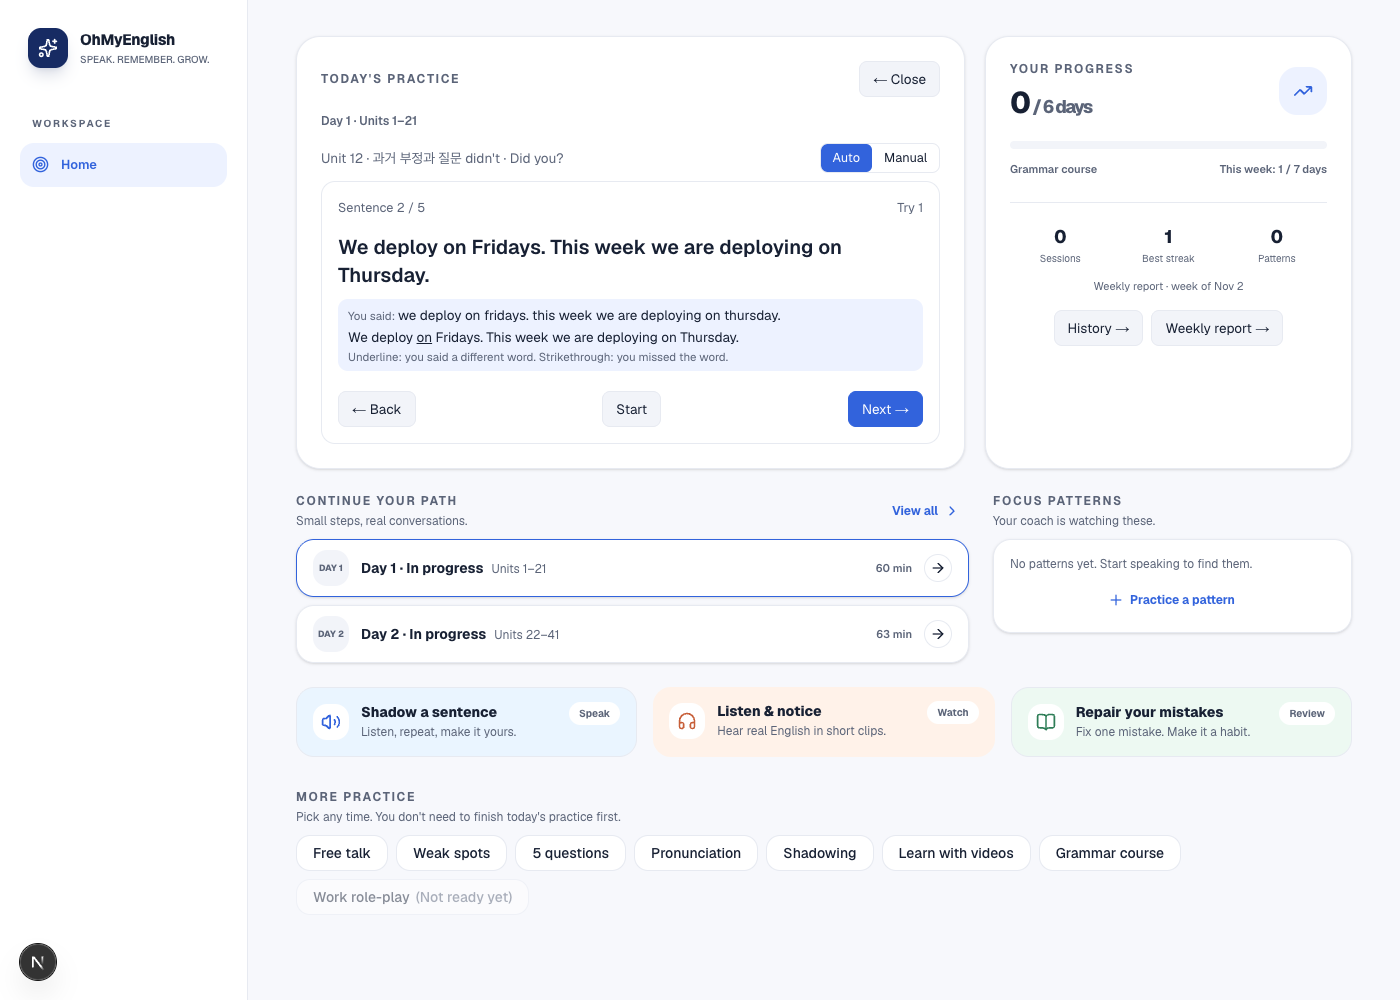 OhMyEnglish
SPEAK. REMEMBER. GROW.
WORKSPACE
Home
TODAY'S PRACTICE
← Close
Day 1 · Units 1–21
Unit 12 · 과거 부정과 질문 didn't · Did you?
Auto
Manual
Sentence 2 / 5
Try 1
We deploy on Fridays. This week we are deploying on
Thursday.
You said: we deploy on fridays. this week we are deploying on thursday.
We deploy on Fridays. This week we are deploying on Thursday.
Underline: you said a different word. Strikethrough: you missed the word.
← Back
Start
Next →
YOUR PROGRESS
0 / 6 days
Grammar course
This week: 1 / 7 days
0
Sessions
1
Best streak
0
Patterns
Weekly report · week of Nov 2
History →
Weekly report →
CONTINUE YOUR PATH
Small steps, real conversations.
View all
DAY 1
Day 1 · In progress Units 1–21
60 min
DAY 2
Day 2 · In progress Units 22–41
63 min
FOCUS PATTERNS
Your coach is watching these.
No patterns yet. Start speaking to find them.
Practice a pattern
Shadow a sentence
Listen, repeat, make it yours.
Speak
Listen & notice
Hear real English in short clips.
Watch
Repair your mistakes
Fix one mistake. Make it a habit.
Review
MORE PRACTICE
Pick any time. You don't need to finish today's practice first.
Free talk
Weak spots
5 questions
Pronunciation
Shadowing
Learn with videos
Grammar course
Work role-play (Not ready yet)
N